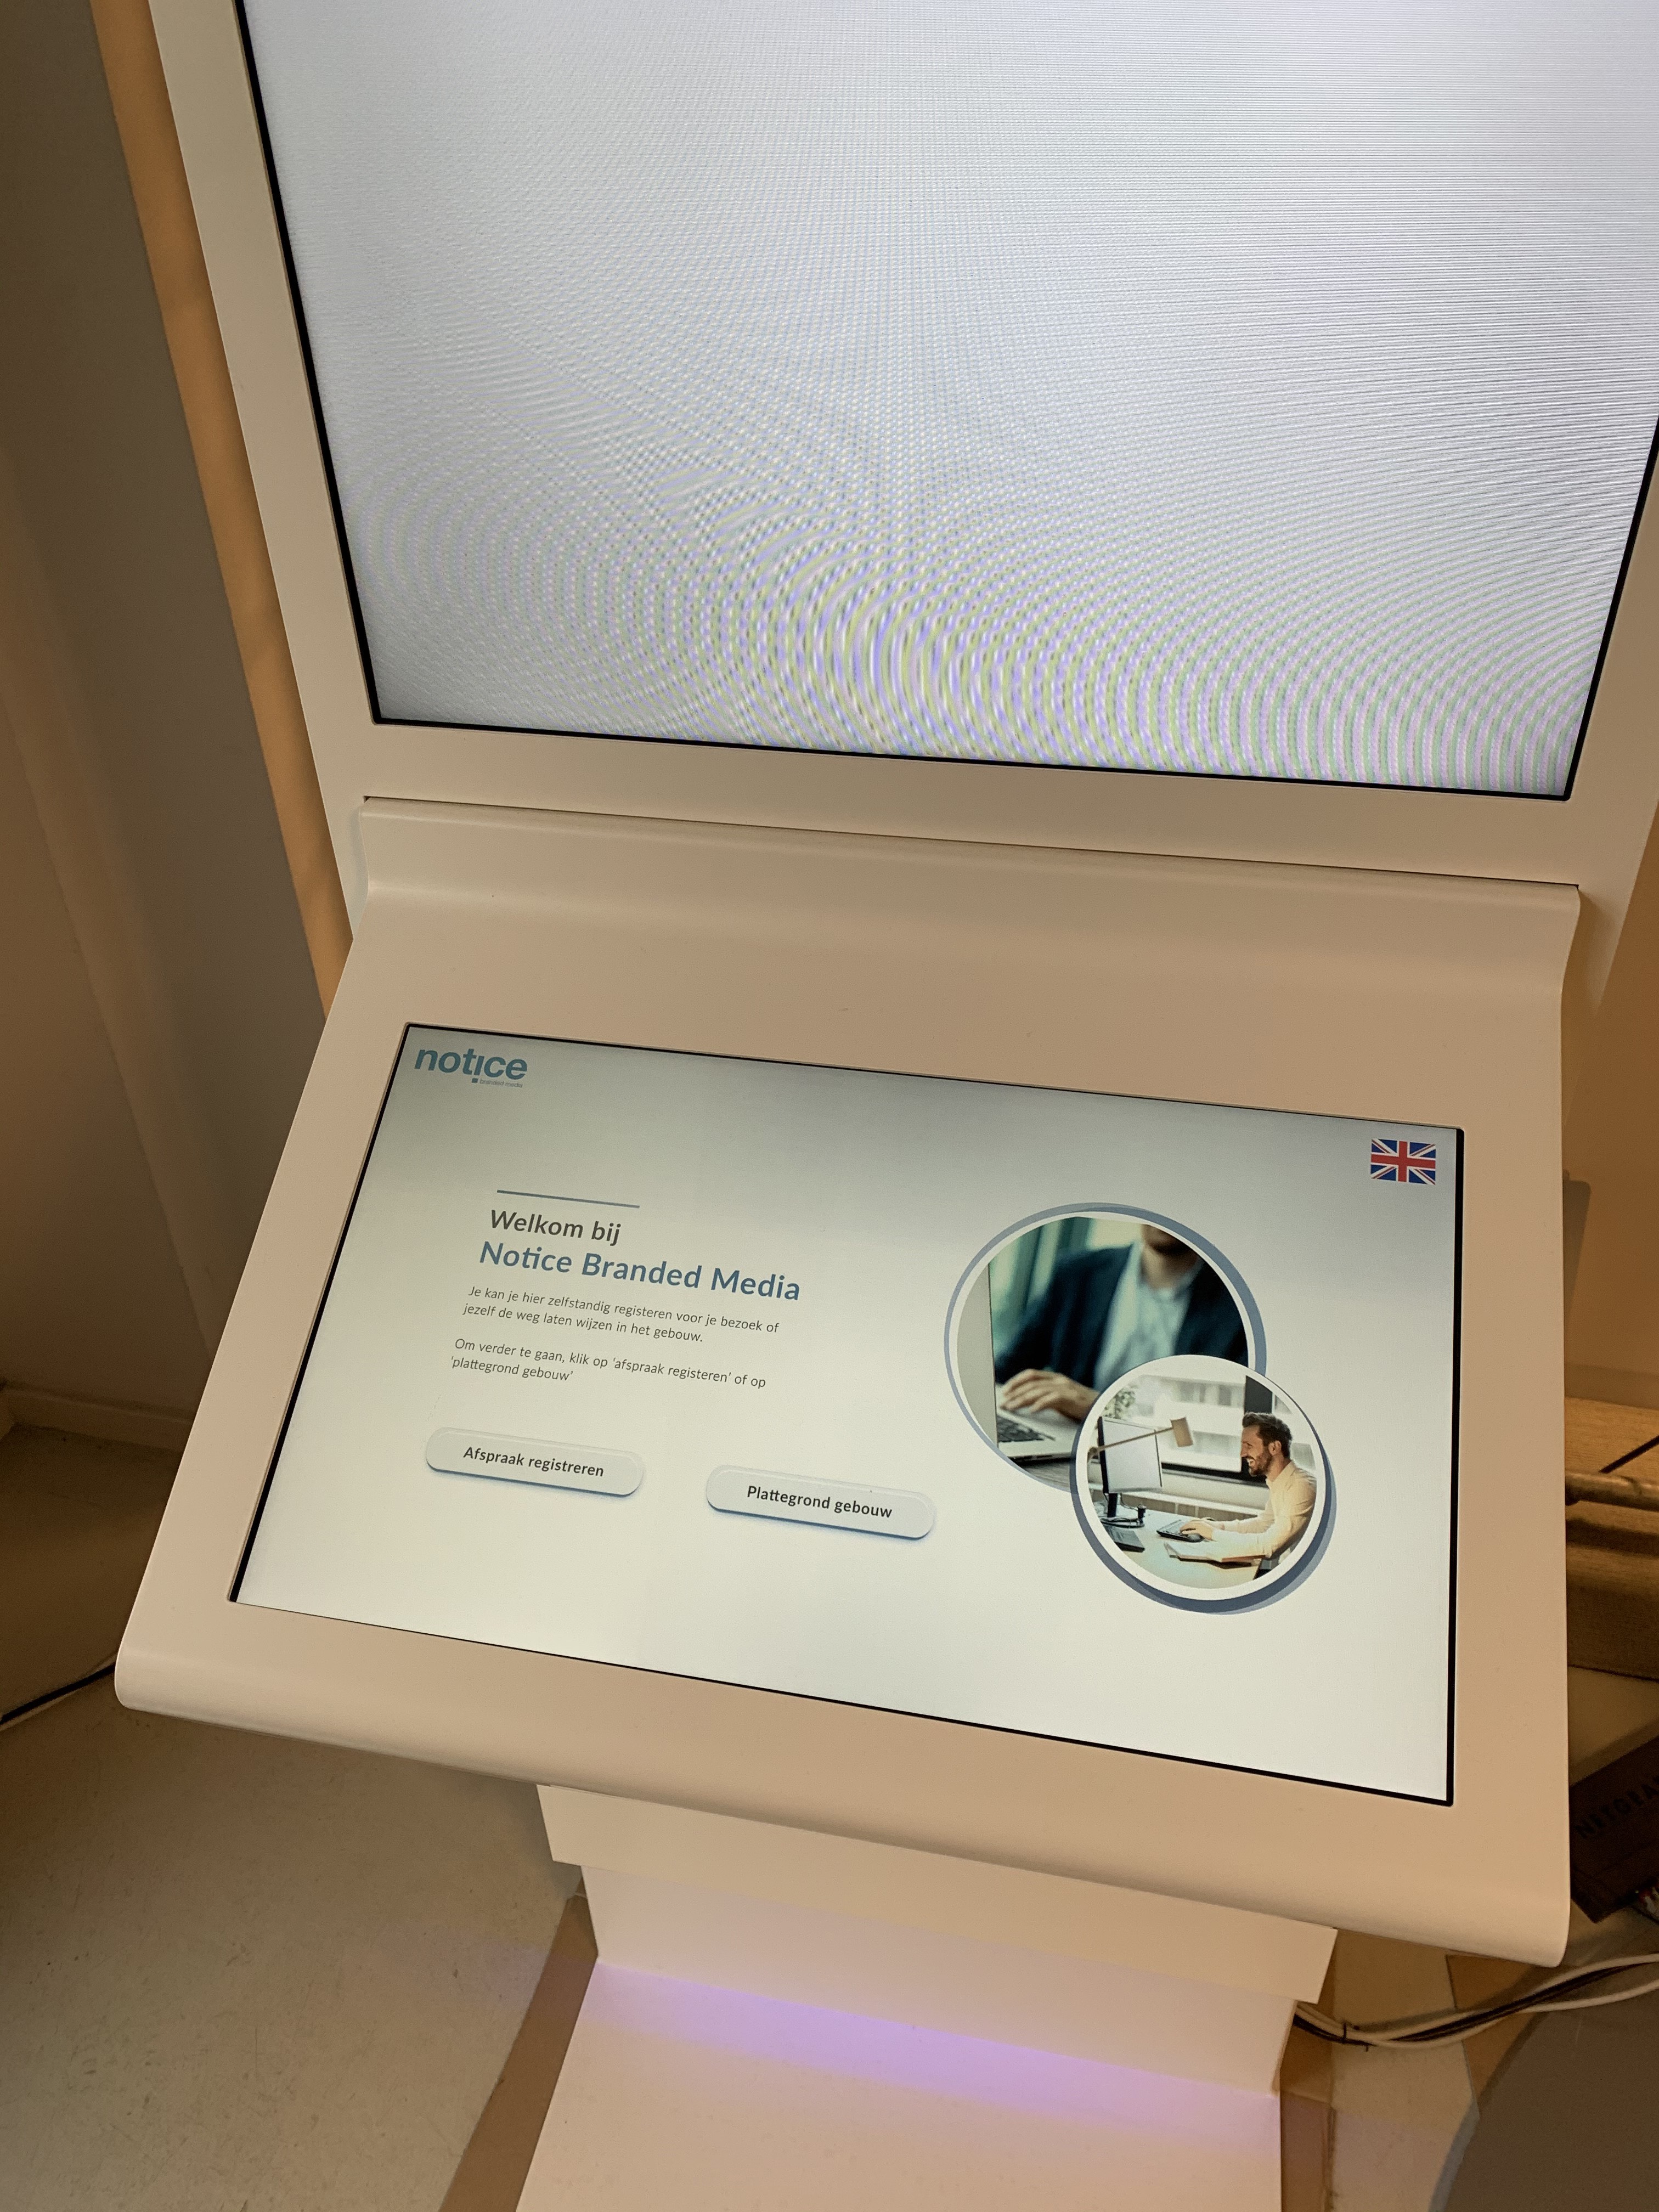 notice
branded media
Welkom bij
Notice Branded Media
Je kan je hier zelfstandig registeren voor je bezoek of
jezelf de weg laten wijzen in het gebouw.
Om verder te gaan, klik op 'afspraak registeren' of op
'plattegrond gebouw'
Afspraak registreren
Plattegrond gebouw